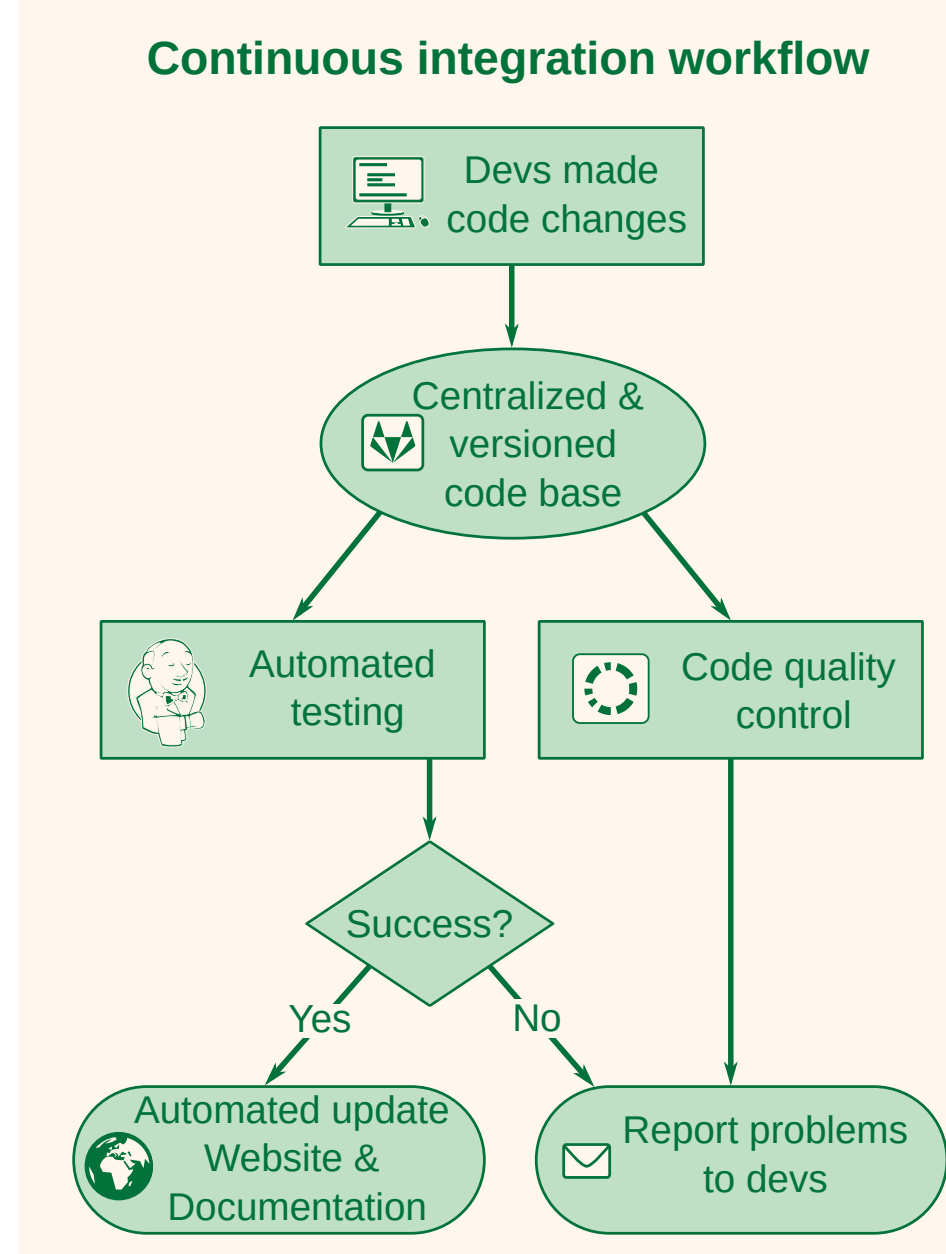 Continuous integration workflow
Devs made
code changes
Centralized &
versioned
code base
Automated
testing
Code quality
control
Success?
Yes
No
Automated update
Website &
Documentation
Report problems
to devs